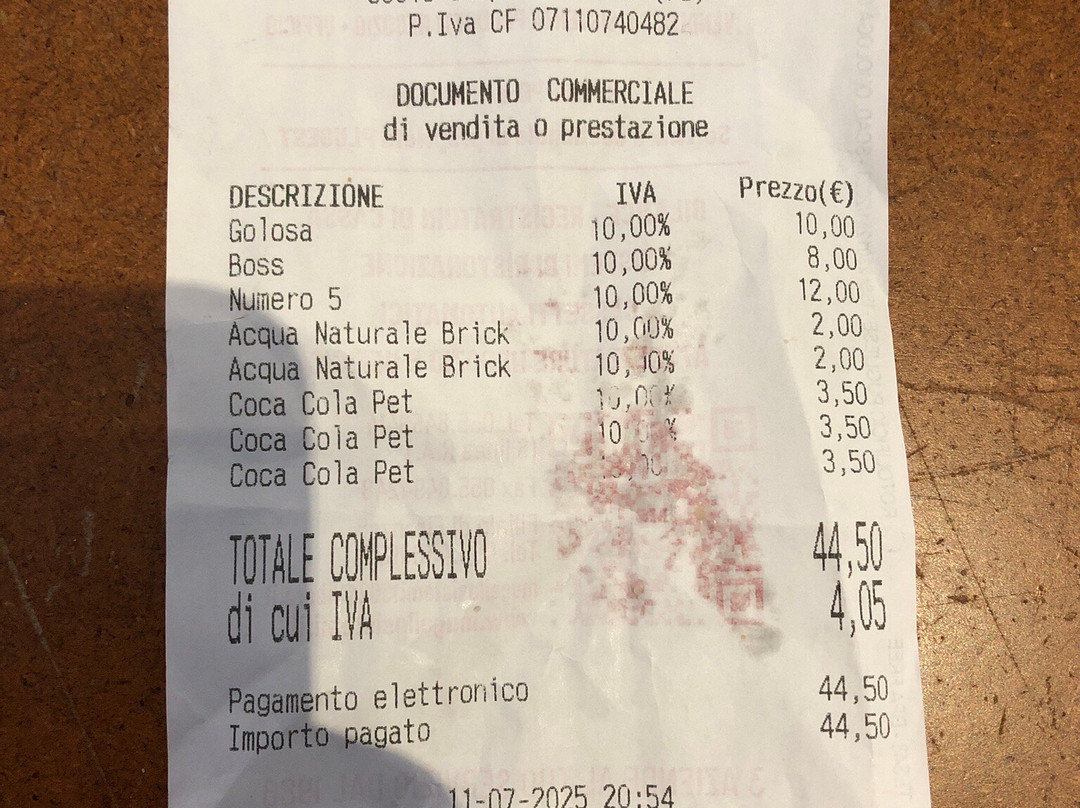 P.Iva CF 07110740482
DOCUMENTO COMMERCIALE
di vendita o prestazione
DESCRIZIONE IVA Prezzo(€)
Golosa 10,00% 10,00
Boss 10,00% 8,00
Numero 5 10,00% 12,00
Acqua Naturale Brick 10,00% 2,00
Acqua Naturale Brick 10,00% 2,00
Coca Cola Pet 10,00% 3,50
Coca Cola Pet 3,50
Coca Cola Pet 3,50
TOTALE COMPLESSIVO 44,50
di cui IVA 4,05
Pagamento elettronico 44,50
Importo pagato 44,50
11-07-2025 20:54